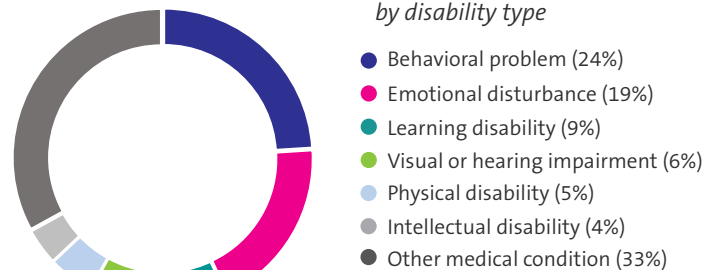 by disability type
Behavioral problem (24%)
Emotional disturbance (19%)
Learning disability (9%)
Visual or hearing impairment (6%)
Physical disability (5%)
Intellectual disability (4%)
Other medical condition (33%)